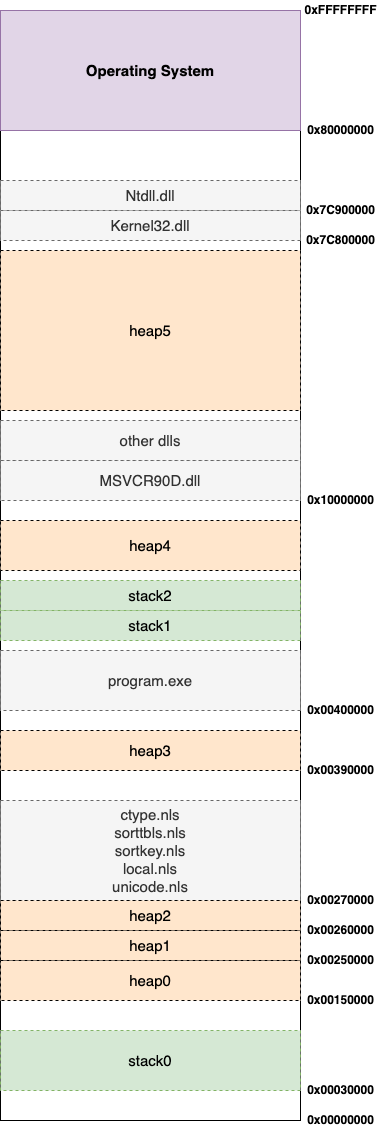 0xFFFFFFFF
Operating System
0x80000000
Ntdll.dll
0x7C900000
Kernel32.dll
0x7C800000
heap5
other dlls
MSVCR90D.dll
0x10000000
heap4
stack2
stack1
program.exe
0x00400000
heap3
0x00390000
ctype.nls
sorttbls.nls
sortkey.nls
local.nls
unicode.nls
0x00270000
heap2
0x00260000
heap1
0x00250000
heap0
0x00150000
stack0
0x00030000
0x00000000